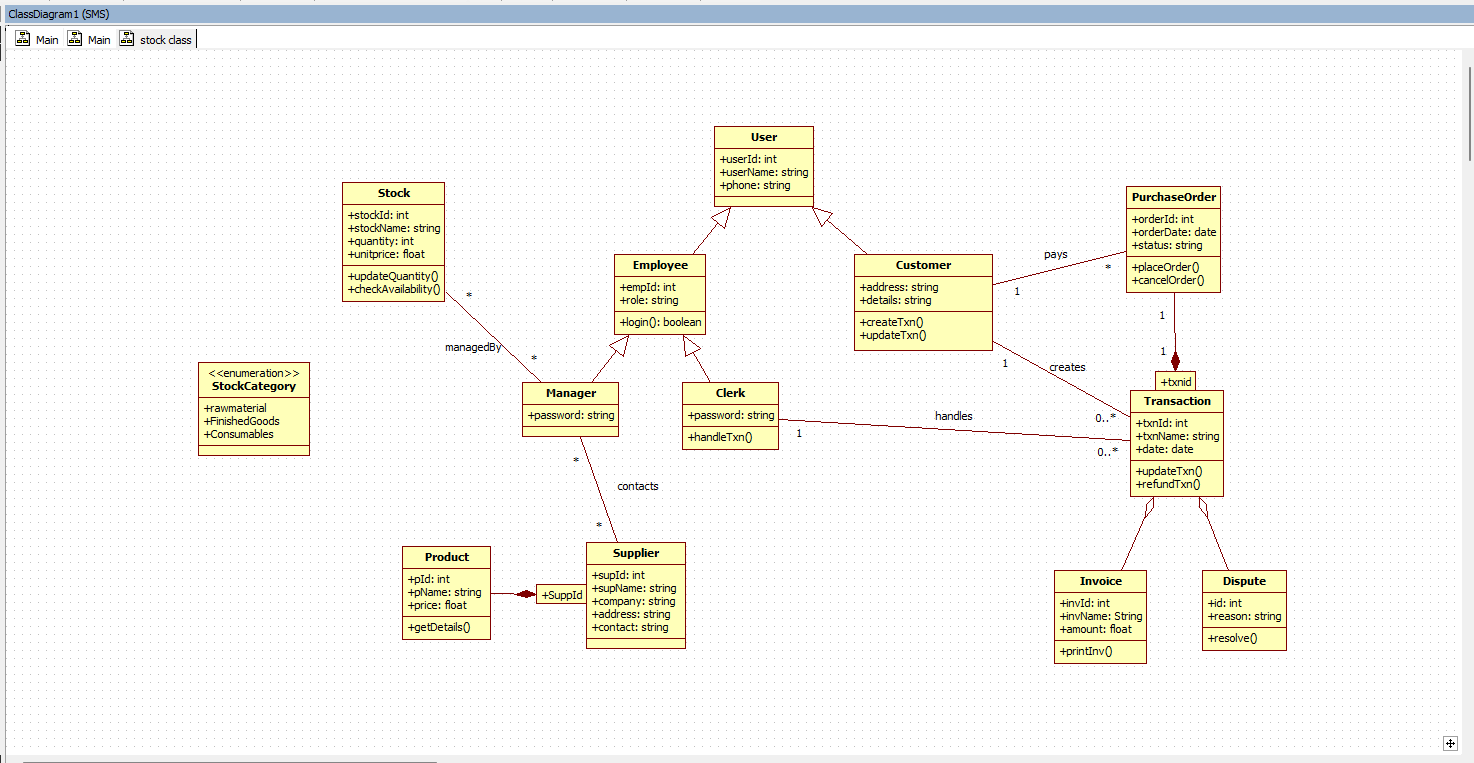 ClassDiagram1 (SMS)
Main
Main
stock class
User
+userId: int
+userName: string
+phone: string
Stock
+stockId: int
+stockName: string
+quantity: int
+unitprice: float
+updateQuantity()
+checkAvailability()
PurchaseOrder
+orderId: int
+orderDate: date
+status: string
+placeOrder()
+cancelOrder()
Employee
+empId: int
+role: string
+login(): boolean
Customer
+address: string
+details: string
+createTxn()
+updateTxn()
pays
*
1
*
managedBy
*
1
1
1
creates
0..*
<<enumeration>>
StockCategory
+rawmaterial
+FinishedGoods
+Consumables
Manager
+password: string
Clerk
+password: string
+handleTxn()
handles
1
0..*
+txnid
Transaction
+txnId: int
+txnName: string
+date: date
+updateTxn()
+refundTxn()
*
contacts
*
Product
+pId: int
+pName: string
+price: float
+getDetails()
+SuppId
Supplier
+supId: int
+supName: string
+company: string
+address: string
+contact: string
Invoice
+invId: int
+invName: String
+amount: float
+printInv()
Dispute
+id: int
+reason: string
+resolve()